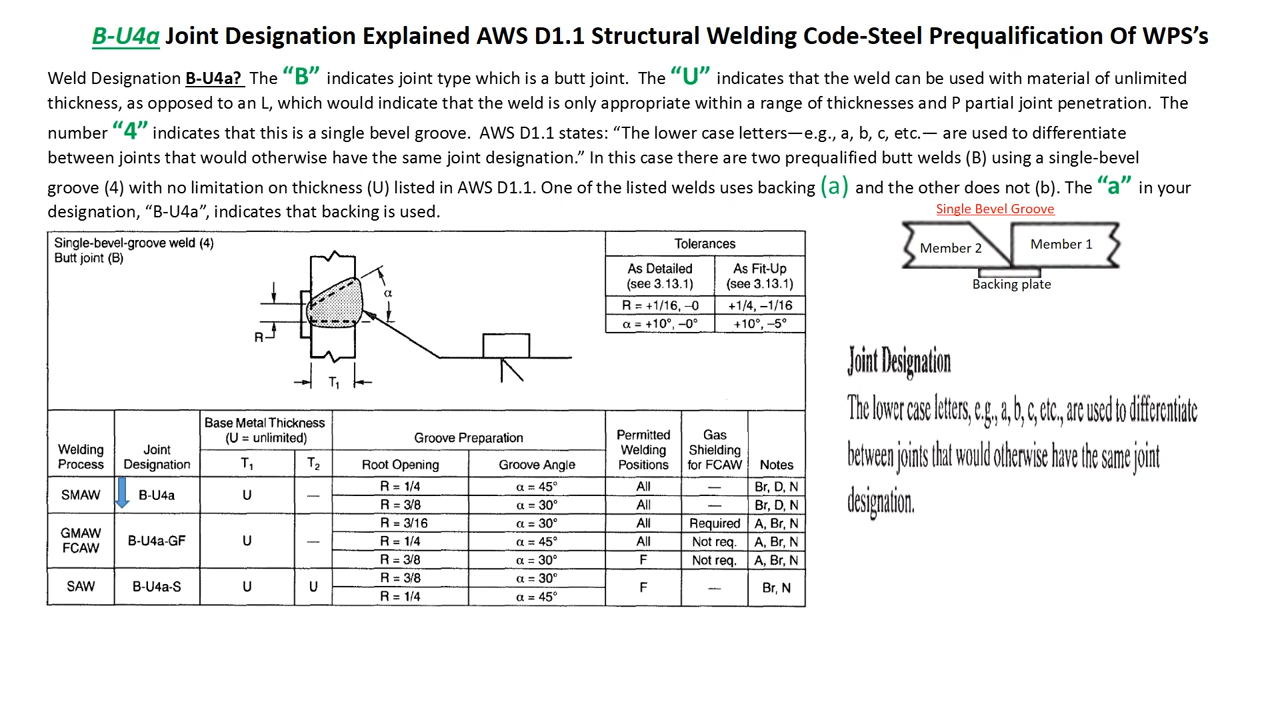 B-U4a Joint Designation Explained AWS D1.1 Structural Welding Code-Steel Prequalification Of WPS’s
Weld Designation B-U4a? The “B” indicates joint type which is a butt joint. The “U” indicates that the weld can be used with material of unlimited
thickness, as opposed to an L, which would indicate that the weld is only appropriate within a range of thicknesses and P partial joint penetration. The
number “4” indicates that this is a single bevel groove. AWS D1.1 states: “The lower case letters—e.g., a, b, c, etc.— are used to differentiate
between joints that would otherwise have the same joint designation.” In this case there are two prequalified butt welds (B) using a single-bevel
groove (4) with no limitation on thickness (U) listed in AWS D1.1. One of the listed welds uses backing (a) and the other does not (b). The “a” in your
designation, “B-U4a”, indicates that backing is used.
Single Bevel Groove
Member 2 Member 1
Backing plate
Single-bevel-groove weld (4)
Butt joint (B)
α
R
T1
Tolerances
As Detailed As Fit-Up
(see 3.13.1) (see 3.13.1)
R = +1/16, –0 +1/4, –1/16
α = +10°, –0° +10°, –5°
Joint Designation
The lower case letters, e.g., a, b, c, etc., are used to differentiate
between joints that would otherwise have the same joint
designation.
Welding Process Joint Designation Base Metal Thickness (U = unlimited) Groove Preparation Permitted Welding Positions Gas Shielding for FCAW Notes
T1 T2 Root Opening Groove Angle
SMAW B-U4a U — R = 1/4 α = 45° All — Br, D, N
R = 3/8 α = 30° All — Br, D, N
GMAW FCAW B-U4a-GF U — R = 3/16 α = 30° All Required A, Br, N
R = 1/4 α = 45° All Not req. A, Br, N
R = 3/8 α = 30° F Not req. A, Br, N
SAW B-U4a-S U U R = 3/8 α = 30° F — Br, N
R = 1/4 α = 45°